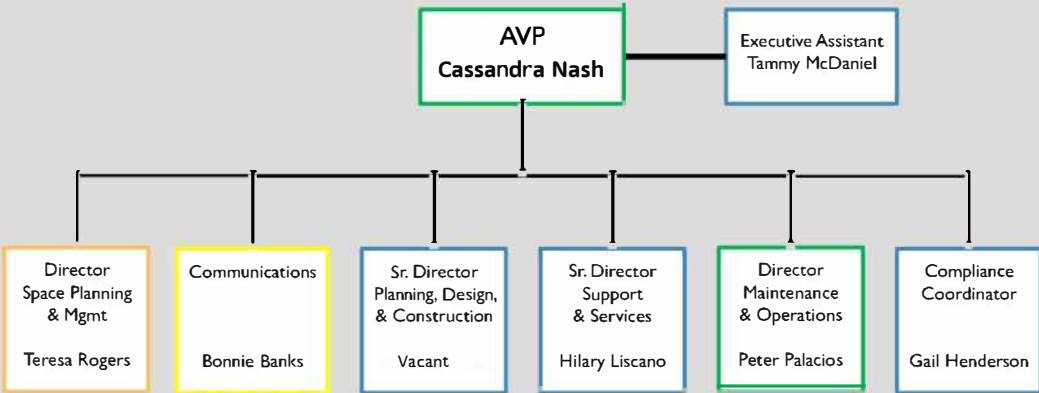 AVP
Cassandra Nash
Executive Assistant
Tammy McDaniel
Director
Space Planning
& Mgmt
Teresa Rogers
Communications
Bonnie Banks
Sr. Director
Planning, Design,
& Construction
Vacant
Sr. Director
Support
& Services
Hilary Liscano
Director
Maintenance
& Operations
Peter Palacios
Compliance
Coordinator
Gail Henderson